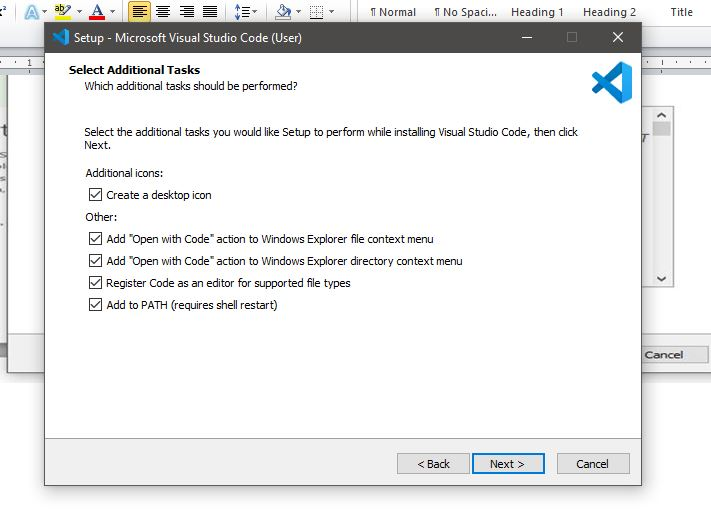 ¶ Normal
¶ No Spaci...
Heading 1
Heading 2
Title
ab
A
A
1
Setup - Microsoft Visual Studio Code (User)
Select Additional Tasks
Which additional tasks should be performed?
Select the additional tasks you would like Setup to perform while installing Visual Studio Code, then click
Next.
Additional icons:
Create a desktop icon
Other:
Add "Open with Code" action to Windows Explorer file context menu
Add "Open with Code" action to Windows Explorer directory context menu
Register Code as an editor for supported file types
Add to PATH (requires shell restart)
Cancel
< Back
Next >
Cancel